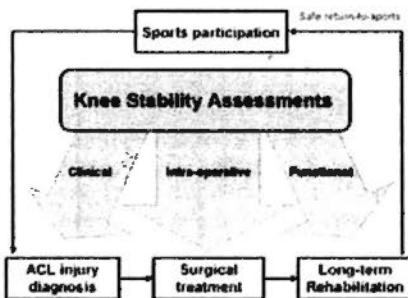 Safe return-to-sports
Sports participation
Knee Stability Assessments
Clinical
Intra-operative
Functional
ACL injury
diagnosis
Surgical
treatment
Long-term
Rehabilitation